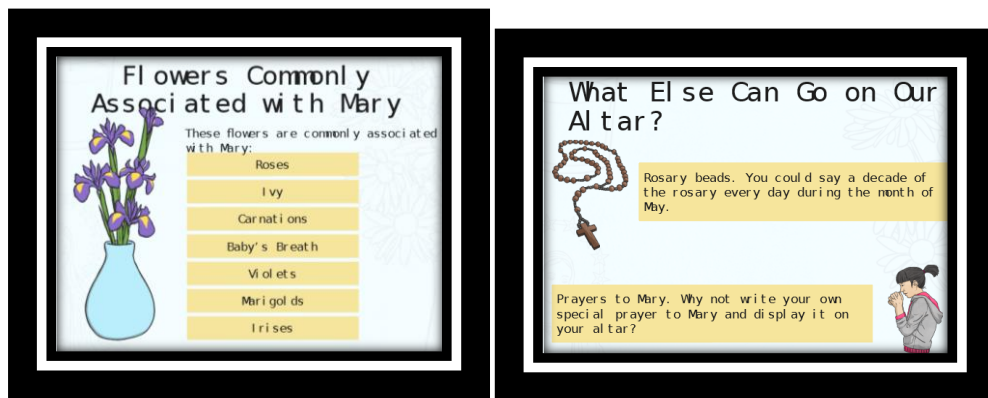 Flowers Commonly
Associated with Mary
These flowers are commonly associated
with Mary:
Roses
Ivy
Carnations
Baby's Breath
Violets
Marigolds
Irises
What Else Can Go on Our
Altar?
Rosary beads. You could say a decade of
the rosary every day during the month of
May.
Prayers to Mary. Why not write your own
special prayer to Mary and display it on
your altar?